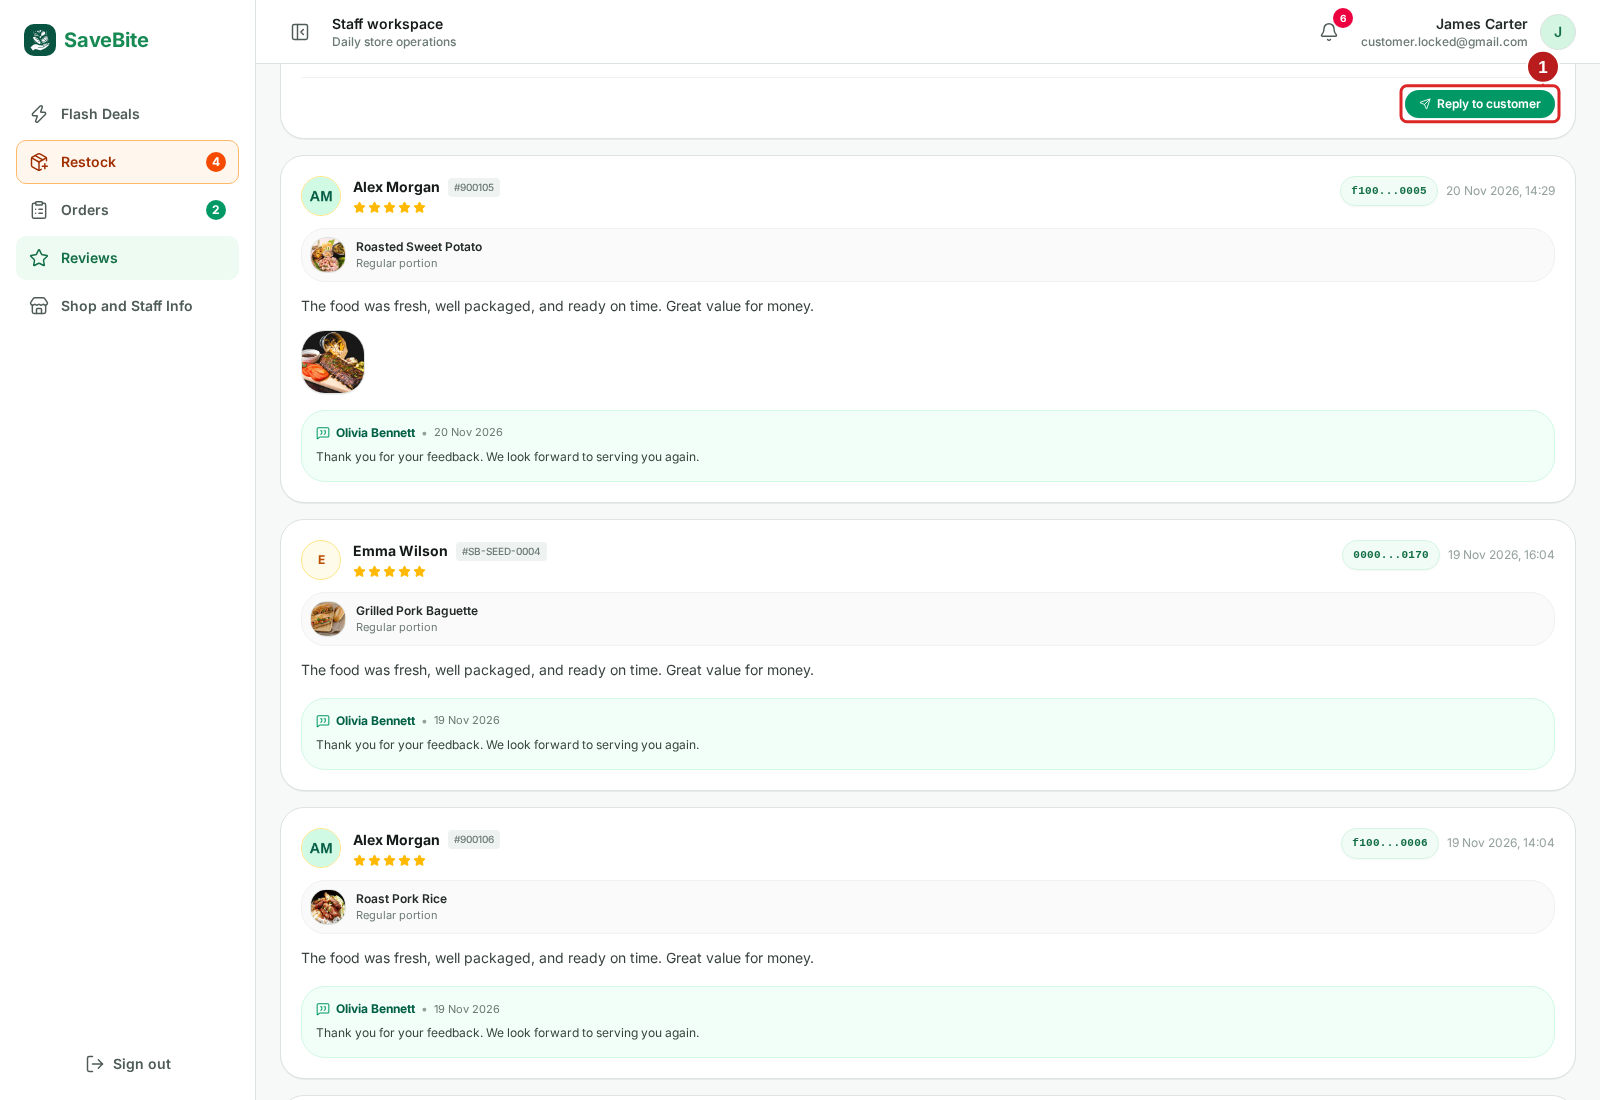 SaveBite
Flash Deals
Restock 4
Orders 2
Reviews
Shop and Staff Info
Sign out
Staff workspace
Daily store operations
6
James Carter
customer.locked@gmail.com
J
1
Reply to customer
AM
Alex Morgan #900105
f100...0005 20 Nov 2026, 14:29
Roasted Sweet Potato
Regular portion
The food was fresh, well packaged, and ready on time. Great value for money.
Olivia Bennett • 20 Nov 2026
Thank you for your feedback. We look forward to serving you again.
E
Emma Wilson #SB-SEED-0004
0000...0170 19 Nov 2026, 16:04
Grilled Pork Baguette
Regular portion
The food was fresh, well packaged, and ready on time. Great value for money.
Olivia Bennett • 19 Nov 2026
Thank you for your feedback. We look forward to serving you again.
AM
Alex Morgan #900106
f100...0006 19 Nov 2026, 14:04
Roast Pork Rice
Regular portion
The food was fresh, well packaged, and ready on time. Great value for money.
Olivia Bennett • 19 Nov 2026
Thank you for your feedback. We look forward to serving you again.